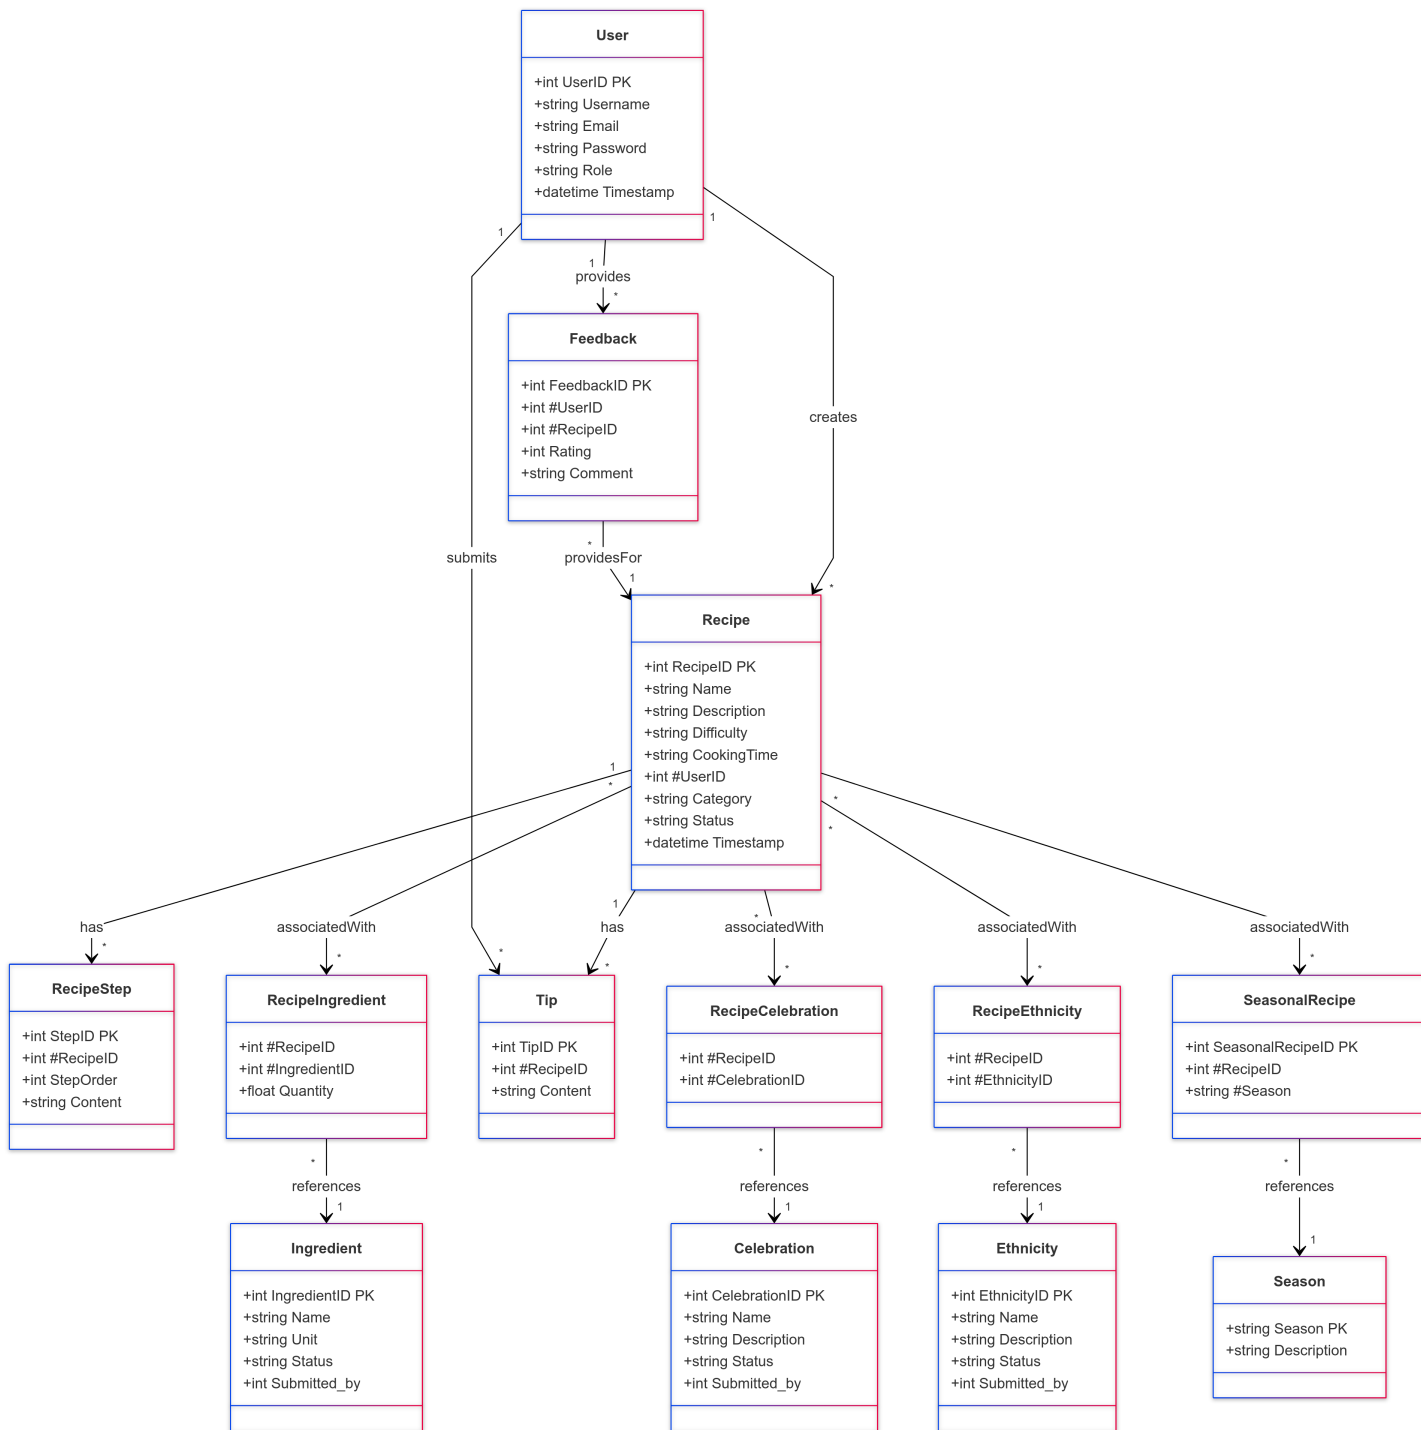 User
+int UserID PK
+string Username
+string Email
+string Password
+string Role
+datetime Timestamp
1
1
1
provides
*
Feedback
+int FeedbackID PK
+int #UserID
+int #RecipeID
+int Rating
+string Comment
creates
*
submits
providesFor
1
*
Recipe
+int RecipeID PK
+string Name
+string Description
+string Difficulty
+string CookingTime
+int #UserID
+string Category
+string Status
+datetime Timestamp
1
*
*
*
1
*
has
associatedWith
has
associatedWith
associatedWith
associatedWith
*
*
*
*
*
*
*
RecipeStep
+int StepID PK
+int #RecipeID
+int StepOrder
+string Content
RecipeIngredient
+int #RecipeID
+int #IngredientID
+float Quantity
Tip
+int TipID PK
+int #RecipeID
+string Content
RecipeCelebration
+int #RecipeID
+int #CelebrationID
RecipeEthnicity
+int #RecipeID
+int #EthnicityID
SeasonalRecipe
+int SeasonalRecipeID PK
+int #RecipeID
+string #Season
*
*
*
*
references
references
references
references
1
1
1
1
Ingredient
+int IngredientID PK
+string Name
+string Unit
+string Status
+int Submitted_by
Celebration
+int CelebrationID PK
+string Name
+string Description
+string Status
+int Submitted_by
Ethnicity
+int EthnicityID PK
+string Name
+string Description
+string Status
+int Submitted_by
Season
+string Season PK
+string Description